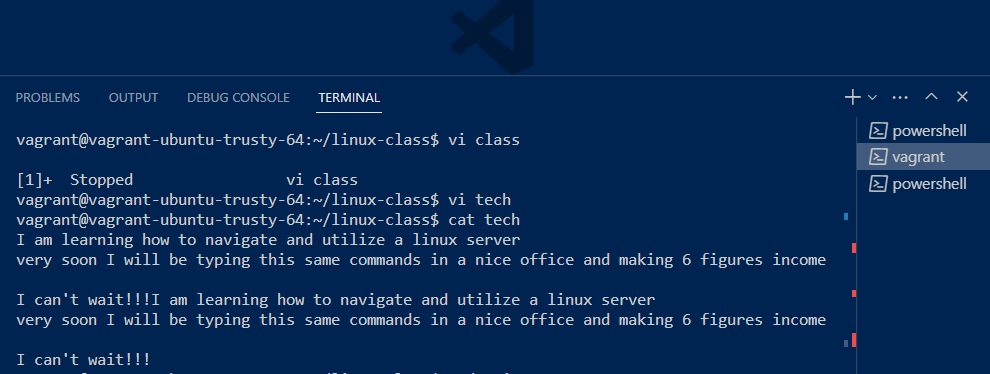 PROBLEMS OUTPUT DEBUG CONSOLE TERMINAL
vagrant@vagrant-ubuntu-trusty-64:~/linux-class$ vi class
[1]+  Stopped                 vi class
vagrant@vagrant-ubuntu-trusty-64:~/linux-class$ vi tech
vagrant@vagrant-ubuntu-trusty-64:~/linux-class$ cat tech
I am learning how to navigate and utilize a linux server
very soon I will be typing this same commands in a nice office and making 6 figures income
I can't wait!!!I am learning how to navigate and utilize a linux server
very soon I will be typing this same commands in a nice office and making 6 figures income
I can't wait!!!
powershell
vagrant
powershell